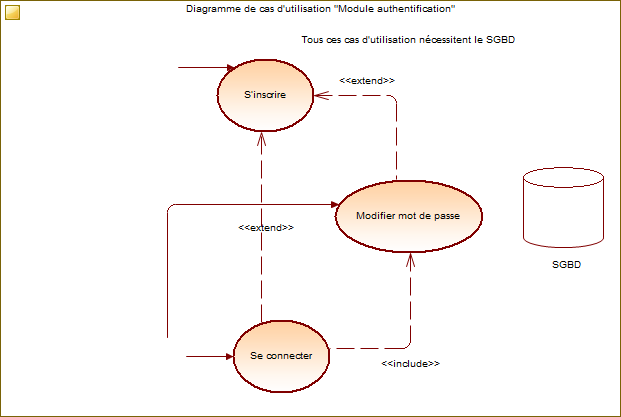 Diagramme de cas d'utilisation "Module authentification"
Tous ces cas d'utilisation nécessitent le SGBD
<<extend>>
S'inscrire
Modifier mot de passe
<<extend>>
SGBD
Se connecter
<<include>>